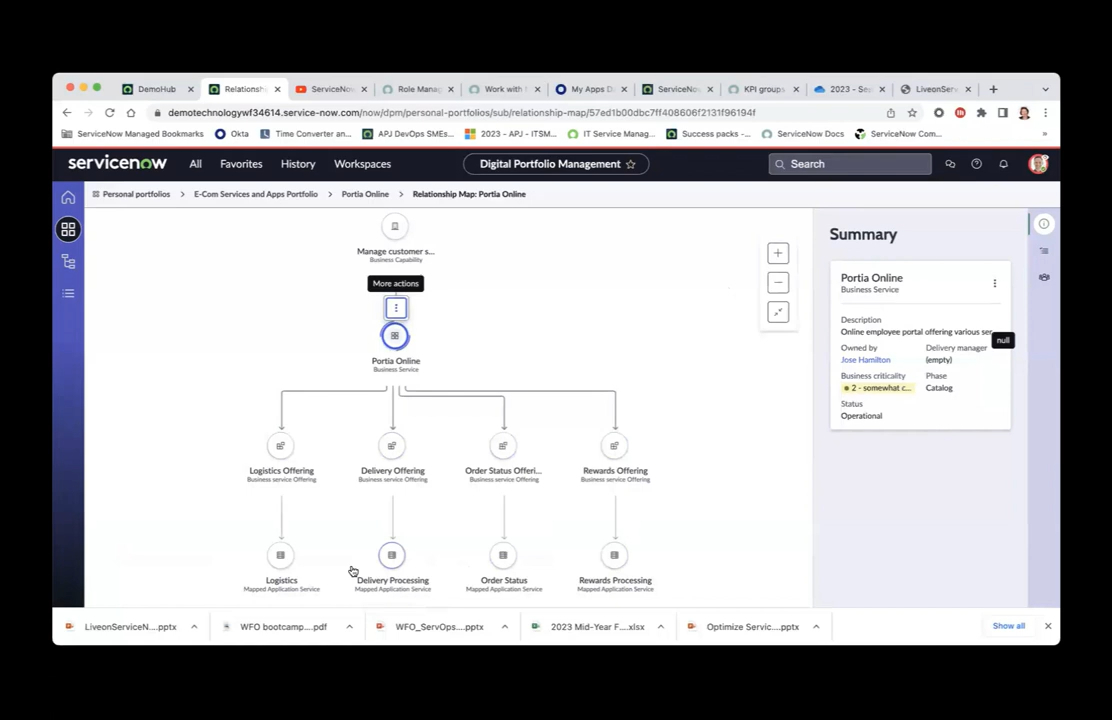 DemoHub
Relationsh
ServiceNow
Role Manag
Work with t
My Apps D
ServiceNow
KPI groups
2023 - Se
LiveonServ
demotechnologywf34614.service-now.com/now/dpm/personal-portfolios/sub/relationship-map/57ed1b00dbc7ff408606f2131f96194f
ServiceNow Managed Bookmarks
Okta
Time Converter an...
APJ DevOps SMEs...
2023 - APJ - ITSM...
IT Service Manag...
Success packs -...
ServiceNow Docs
ServiceNow Com...
»
servicenow
All
Favorites
History
Workspaces
Digital Portfolio Management
Search
Personal portfolios > E-Com Services and Apps Portfolio > Portia Online > Relationship Map: Portia Online
Manage customer s...
Business Capability
More actions
Portia Online
Business Service
Logistics Offering
Business service Offering
Delivery Offering
Business service Offering
Order Status Offeri...
Business service Offering
Rewards Offering
Business service Offering
Logistics
Mapped Application Service
Delivery Processing
Mapped Application Service
Order Status
Mapped Application Service
Rewards Processing
Mapped Application Service
Summary
Portia Online
Business Service
Description
Online employee portal offering various ser
null
Owned by
Jose Hamilton
Delivery manager
(empty)
Business criticality
2 - somewhat c...
Phase
Catalog
Status
Operational
LiveonServiceN....pptx
WFO bootcamp....pdf
WFO_ServOps....pptx
2023 Mid-Year F....xlsx
Optimize Servic....pptx
Show all